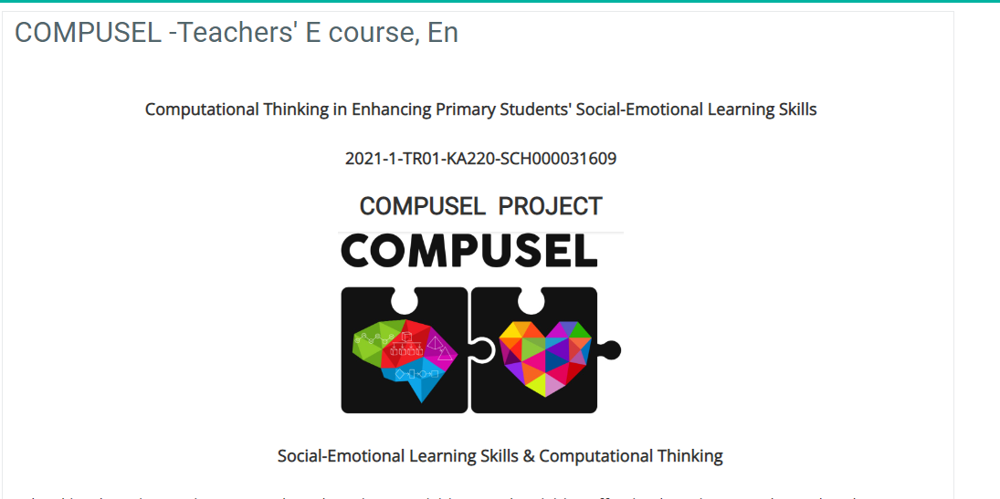 COMPUSEL -Teachers' E course, En
Computational Thinking in Enhancing Primary Students' Social-Emotional Learning Skills
2021-1-TR01-KA220-SCH000031609
COMPUSEL PROJECT
COMPUSEL
Social-Emotional Learning Skills & Computational Thinking